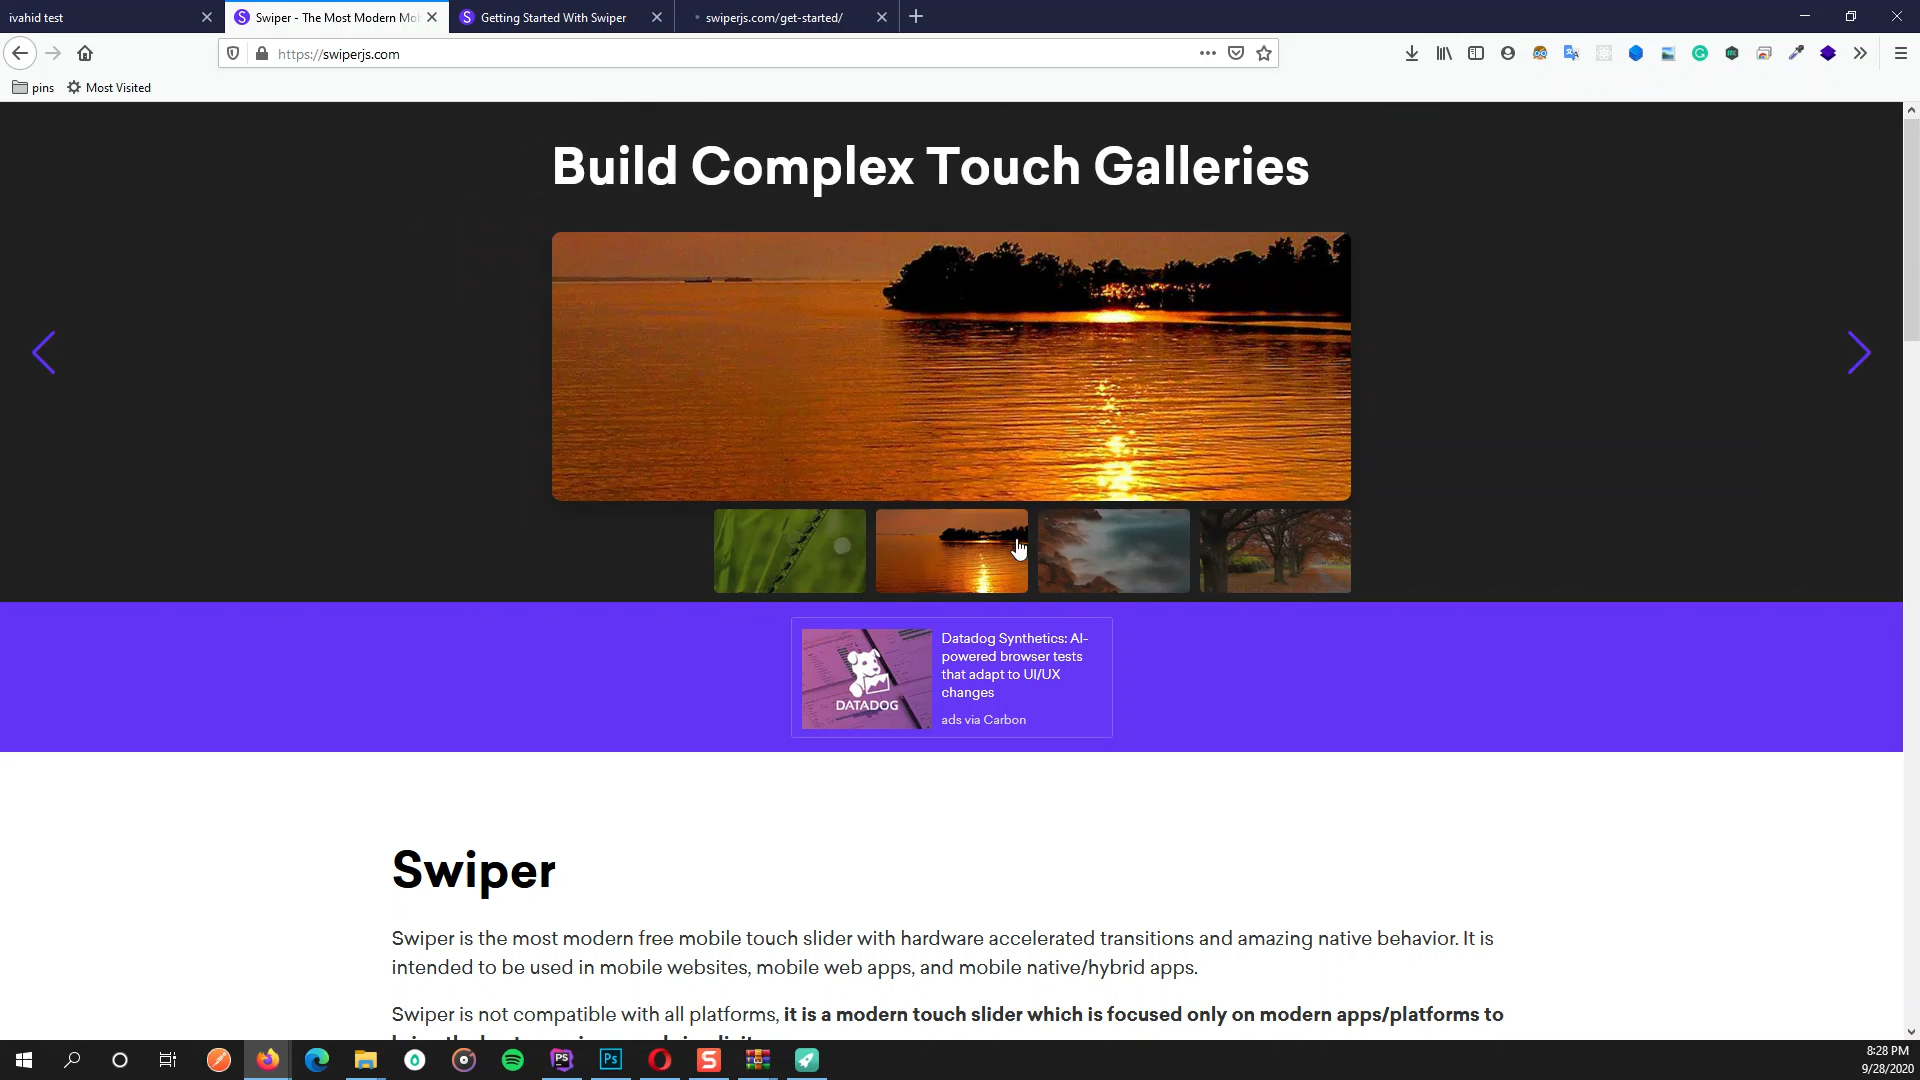 ivahid test
Swiper - The Most Modern Mo
Getting Started With Swiper
swiperjs.com/get-started/
https://swiperjs.com
pins
Most Visited
Build Complex Touch Galleries
Datadog Synthetics: AI-
powered browser tests
that adapt to UI/UX
changes
DATADOG
ads via Carbon
Swiper
Swiper is the most modern free mobile touch slider with hardware accelerated transitions and amazing native behavior. It is
intended to be used in mobile websites, mobile web apps, and mobile native/hybrid apps.
Swiper is not compatible with all platforms, it is a modern touch slider which is focused only on modern apps/platforms to
8:28 PM
9/28/2020